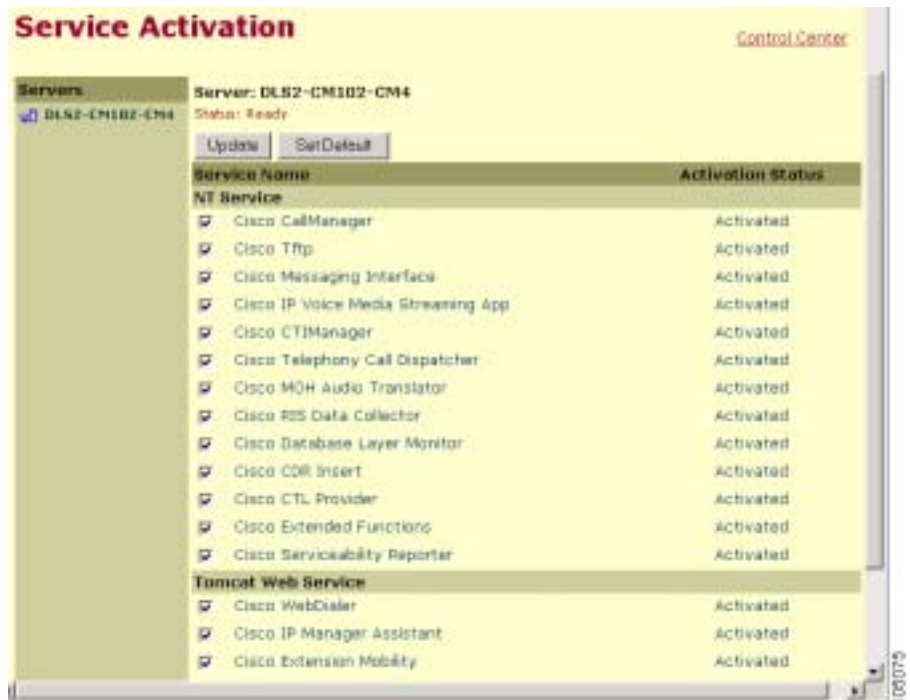 Service Activation
Control Center
Servers
DLS2-CM102-CM4
Server: DLS2-CM102-CM4
Status: Ready
Update
SetDefault
Service Name Activation Status
NT Service
Cisco CallManager Activated
Cisco Tftp Activated
Cisco Messaging Interface Activated
Cisco IP Voice Media Streaming App Activated
Cisco CTIManager Activated
Cisco Telephony Call Dispatcher Activated
Cisco MOH Audio Translator Activated
Cisco RIS Data Collector Activated
Cisco Database Layer Monitor Activated
Cisco CDR Insert Activated
Cisco CTL Provider Activated
Cisco Extended Functions Activated
Cisco Serviceability Reporter Activated
Tomcat Web Service
Cisco WebDialer Activated
Cisco IP Manager Assistant Activated
Cisco Extension Mobility Activated